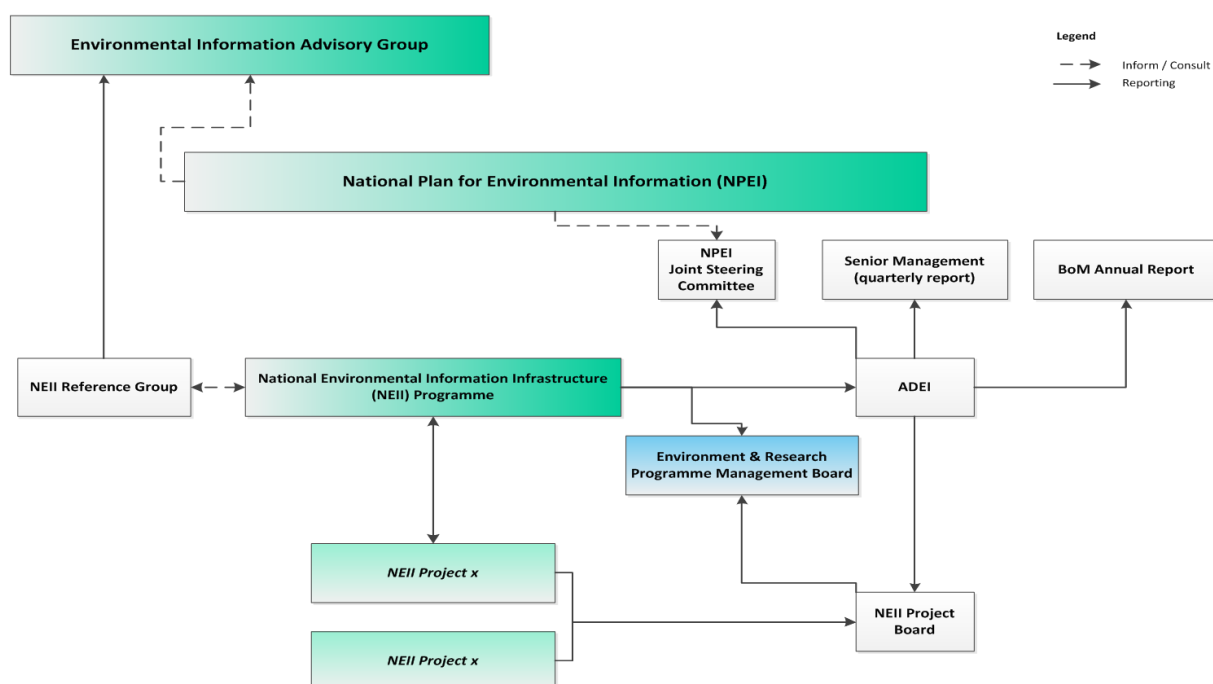 Environmental Information Advisory Group
Legend
Inform / Consult
Reporting
National Plan for Environmental Information (NPEI)
NPEI
Joint Steering
Committee
Senior Management
(quarterly report)
BoM Annual Report
NEII Reference Group
National Environmental Information Infrastructure
(NEII) Programme
ADEI
Environment & Research
Programme Management Board
NEII Project x
NEII Project
Board
NEII Project x